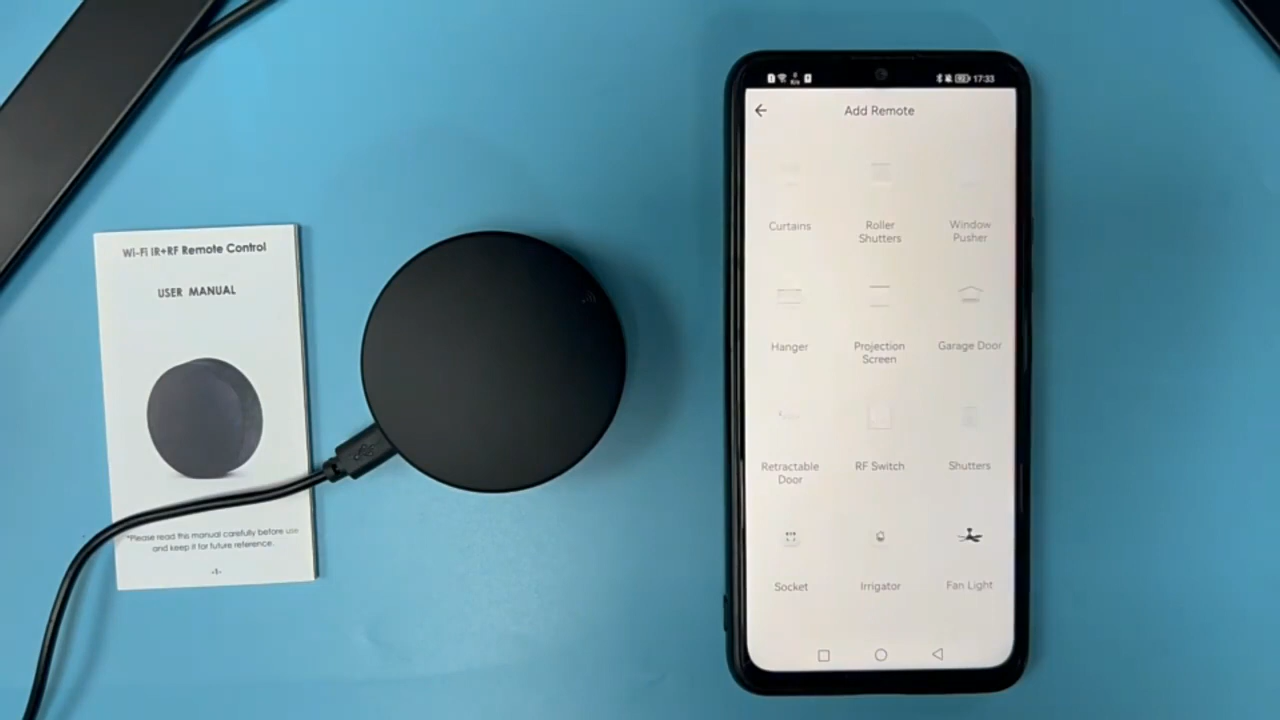 Wi-Fi IR+RF Remote Control
USER MANUAL
*Please read this manual carefully before use
and keep it for future reference.
-1-
17:33
Add Remote
Curtains
Roller
Shutters
Window
Pusher
Hanger
Projection
Screen
Garage Door
Retractable
Door
RF Switch
Shutters
Socket
Irrigator
Fan Light